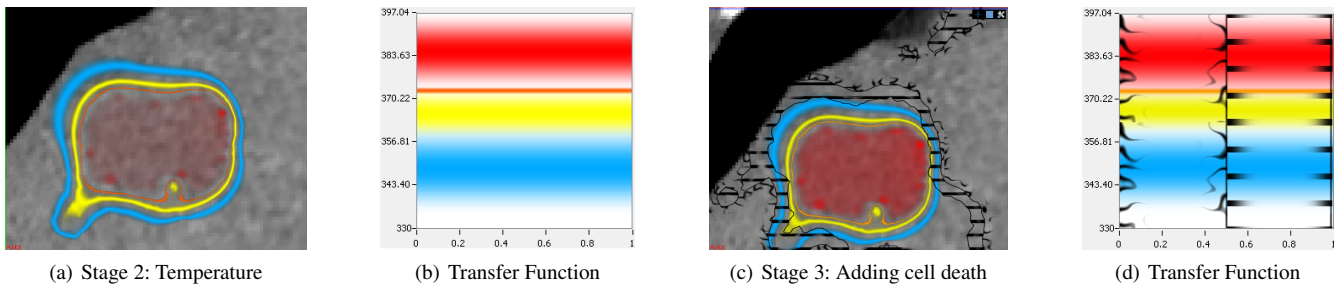 397.04
383.63
370.22
356.81
343.40
330
0 0.2 0.4 0.6 0.8 1
397.04
383.63
370.22
356.81
343.40
330
0 0.2 0.4 0.6 0.8 1
(a) Stage 2: Temperature
(b) Transfer Function
(c) Stage 3: Adding cell death
(d) Transfer Function